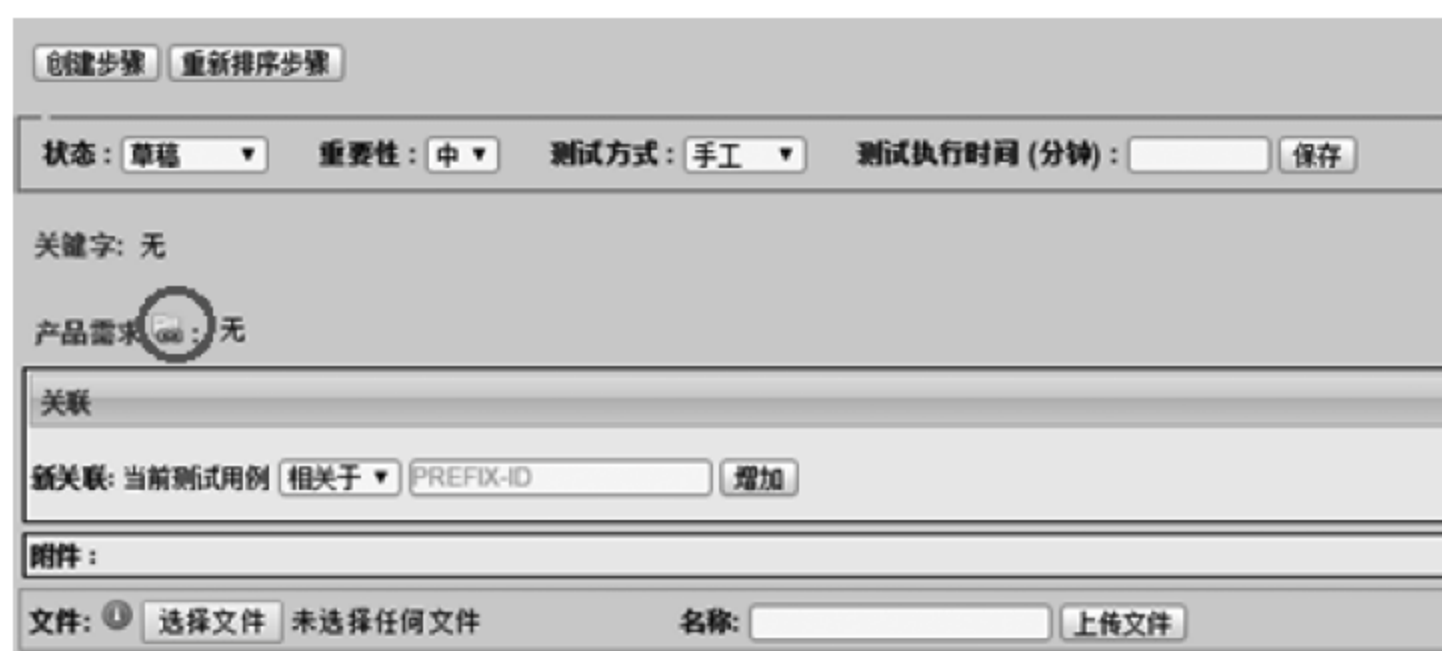 创建步骤 重新排序步骤
状态： 草稿 重要性： 中 测试方式： 手工 测试执行时间 (分钟)： 保存
关键字: 无
产品需求 ： 无
关联
新关联: 当前测试用例 相关于 PREFIX-ID 增加
附件：
文件: 选择文件 未选择任何文件 名称: 上传文件